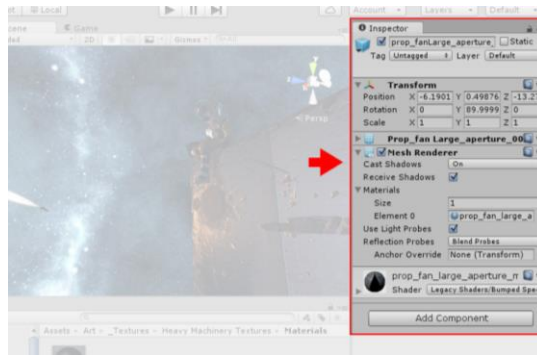 Local
Account
Layers
Default
Scene
Game
2D
Gizmos
Persp
Inspector
prop_fanLarge_aperture_ Static
Tag Untagged Layer Default
Transform
Position X -6.1901 Y 0.49876 Z -13.2
Rotation X 0 Y 89.9999 Z 0
Scale X 1 Y 1 Z 1
Prop_fan Large_aperture_00
Mesh Renderer
Cast Shadows On
Receive Shadows
Materials
Size 1
Element 0 prop_fan_large_a
Use Light Probes
Reflection Probes Blend Probes
Anchor Override None (Transform)
prop_fan_large_aperture_m
Shader Legacy Shaders/Bumped Spe
Add Component
Assets ▸ Art ▸ _Textures ▸ Heavy Machinery Textures ▸ Materials